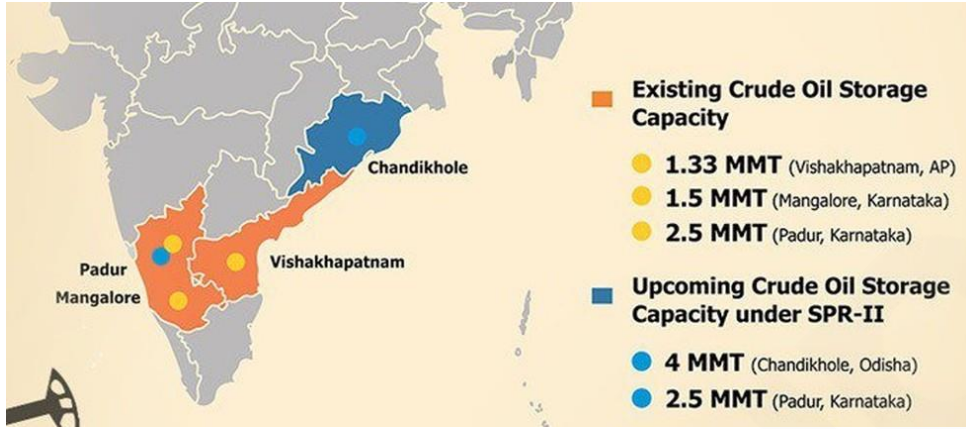 Chandikhole
Padur
Mangalore
Vishakhapatnam
Existing Crude Oil Storage
Capacity
1.33 MMT (Vishakhapatnam, AP)
1.5 MMT (Mangalore, Karnataka)
2.5 MMT (Padur, Karnataka)
Upcoming Crude Oil Storage
Capacity under SPR-II
4 MMT (Chandikhole, Odisha)
2.5 MMT (Padur, Karnataka)